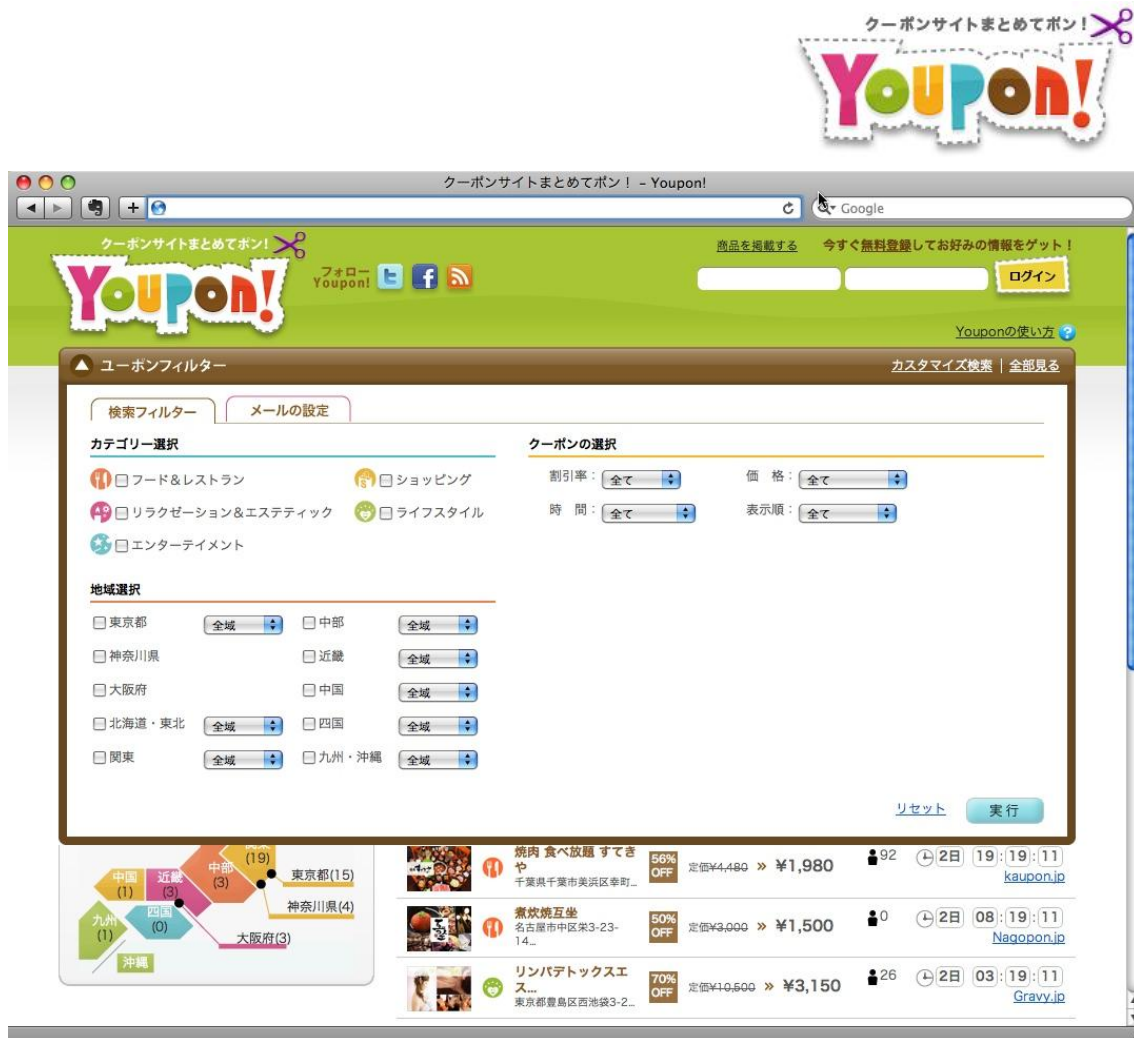 クーポンサイトまとめてポン!
Youpon!
クーポンサイトまとめてポン! – Youpon!
Google
クーポンサイトまとめてポン!
Youpon!
フォロー
Youpon!
商品を掲載する 今すぐ無料登録してお好みの情報をゲット!
ログイン
Youponの使い方 ?
ユーポンフィルター
カスタマイズ検索 | 全部見る
検索フィルター メールの設定
カテゴリー選択
フード&レストラン ショッピング
リラクゼーション&エステティック ライフスタイル
エンターテイメント
クーポンの選択
割引率: 全て 価 格: 全て
時 間: 全て 表示順: 全て
地域選択
東京都 全域 中部 全域
神奈川県 近畿 全域
大阪府 中国 全域
北海道・東北 全域 四国 全域
関東 全域 九州・沖縄 全域
リセット 実行
(19)
中国
(1)
近畿
(3)
中部
(3)
東京都(15)
神奈川県(4)
九州
(1)
四国
(0)
大阪府(3)
沖縄
焼肉 食べ放題 すてき
や
千葉県千葉市美浜区幸町...
56%
OFF
定価¥4,480 » ¥1,980
92
2日 19:19:11
kaupon.jp
煮炊焼互坐
名古屋市中区栄3-23-
14...
50%
OFF
定価¥3,000 » ¥1,500
0
2日 08:19:11
Nagopon.jp
リンパデトックスエ
ス...
東京都豊島区西池袋3-2...
70%
OFF
定価¥10,500 » ¥3,150
26
2日 03:19:11
Gravy.jp